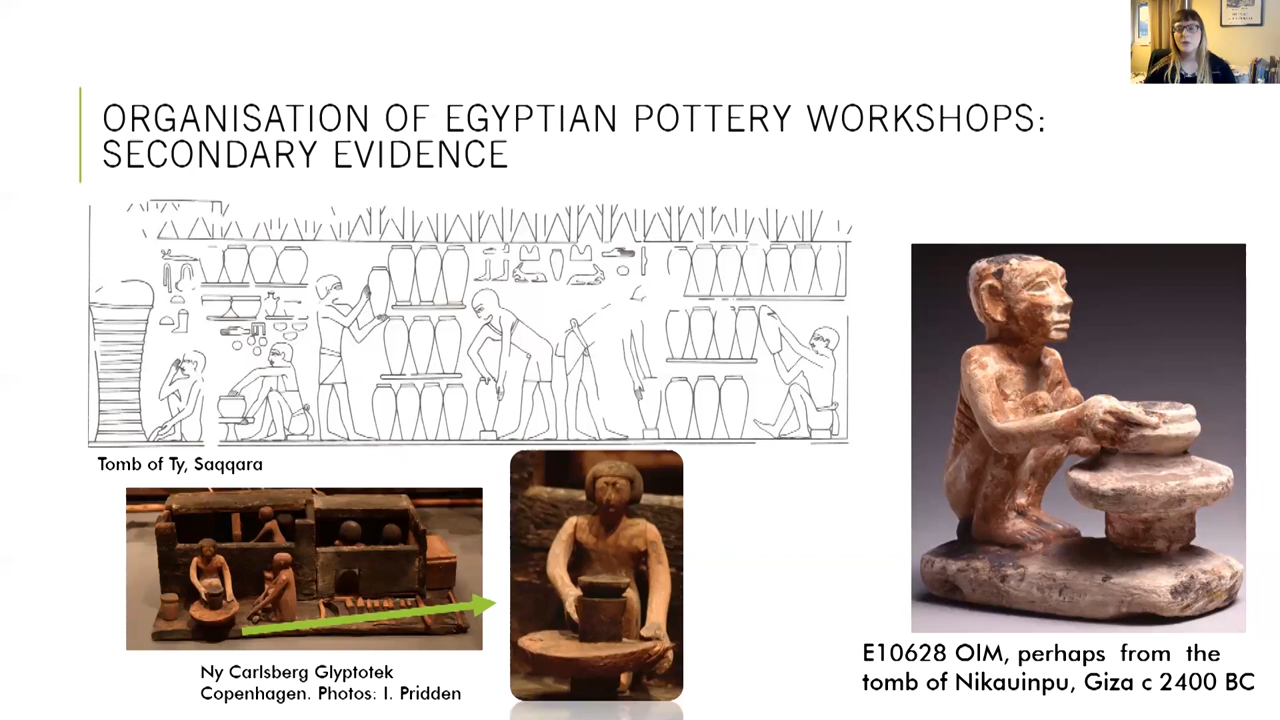 ORGANISATION OF EGYPTIAN POTTERY WORKSHOPS:
SECONDARY EVIDENCE
Tomb of Ty, Saqqara
Ny Carlsberg Glyptotek
Copenhagen. Photos: I. Pridden
E10628 OIM, perhaps from the
tomb of Nikauinpu, Giza c 2400 BC